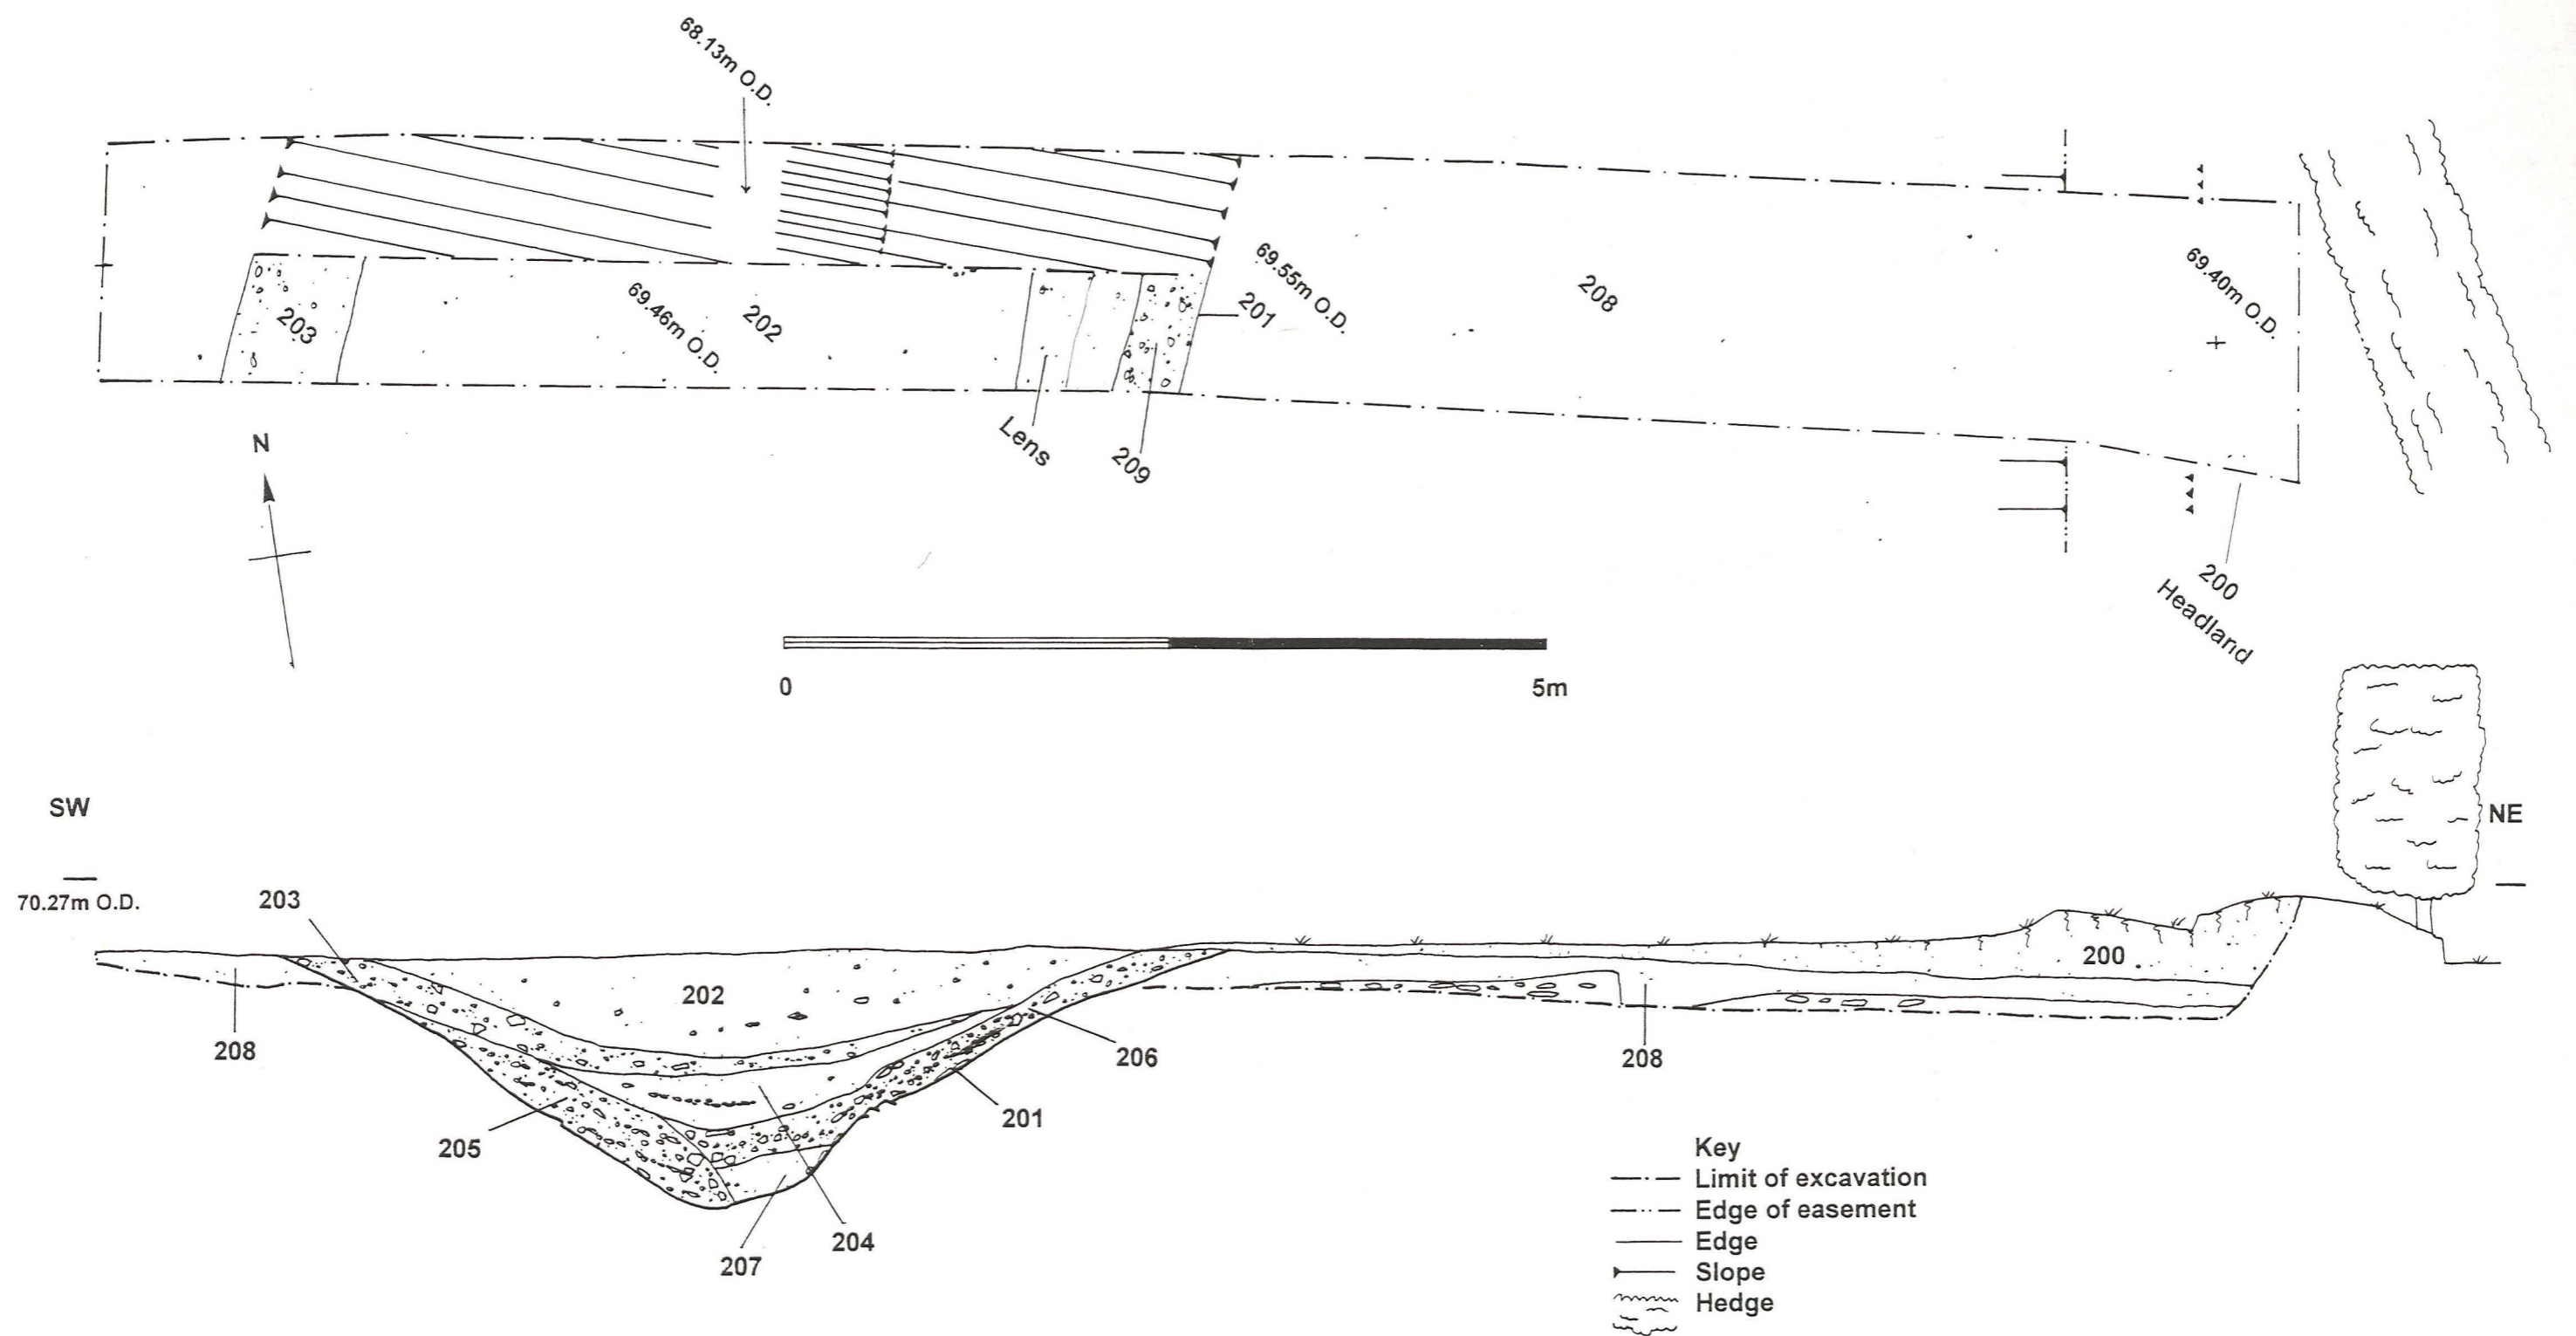 68.13m O.D.
203
69.46m O.D.
202
69.55m O.D.
201
208
69.40m O.D.
Lens
209
N
200
Headland
0
5m
SW
NE
70.27m O.D.
203
202
200
208
206
208
201
205
204
207
Key
Limit of excavation
Edge of easement
Edge
Slope
Hedge